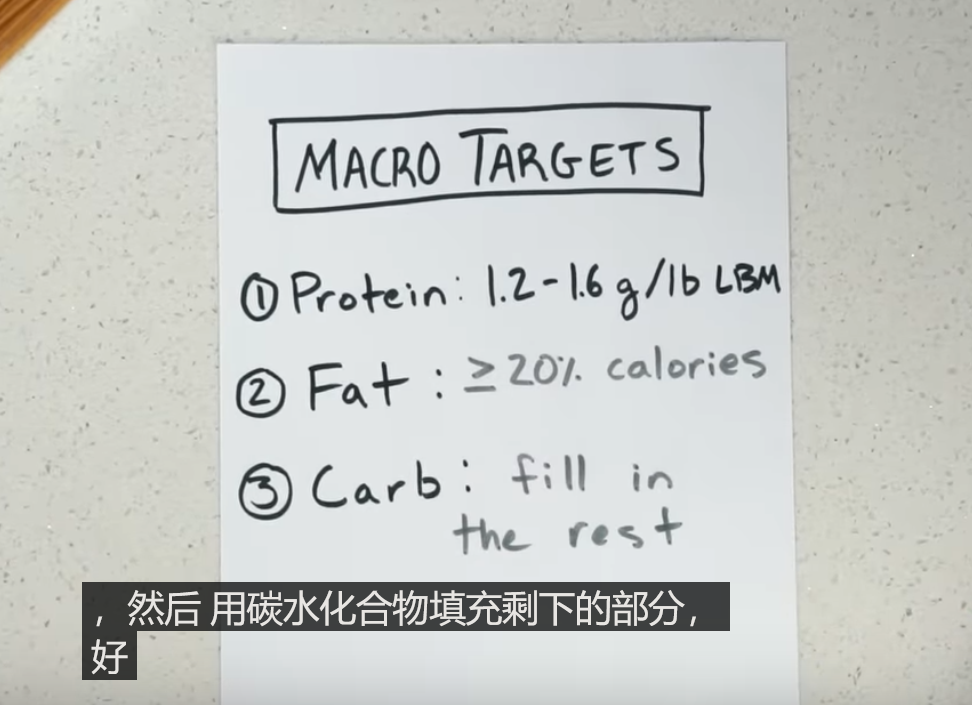 MACRO TARGETS
① Protein: 1.2-1.6 g/lb LBM
② Fat: ≥20% calories
③ Carb: fill in
the rest
，然后 用碳水化合物填充剩下的部分，
好